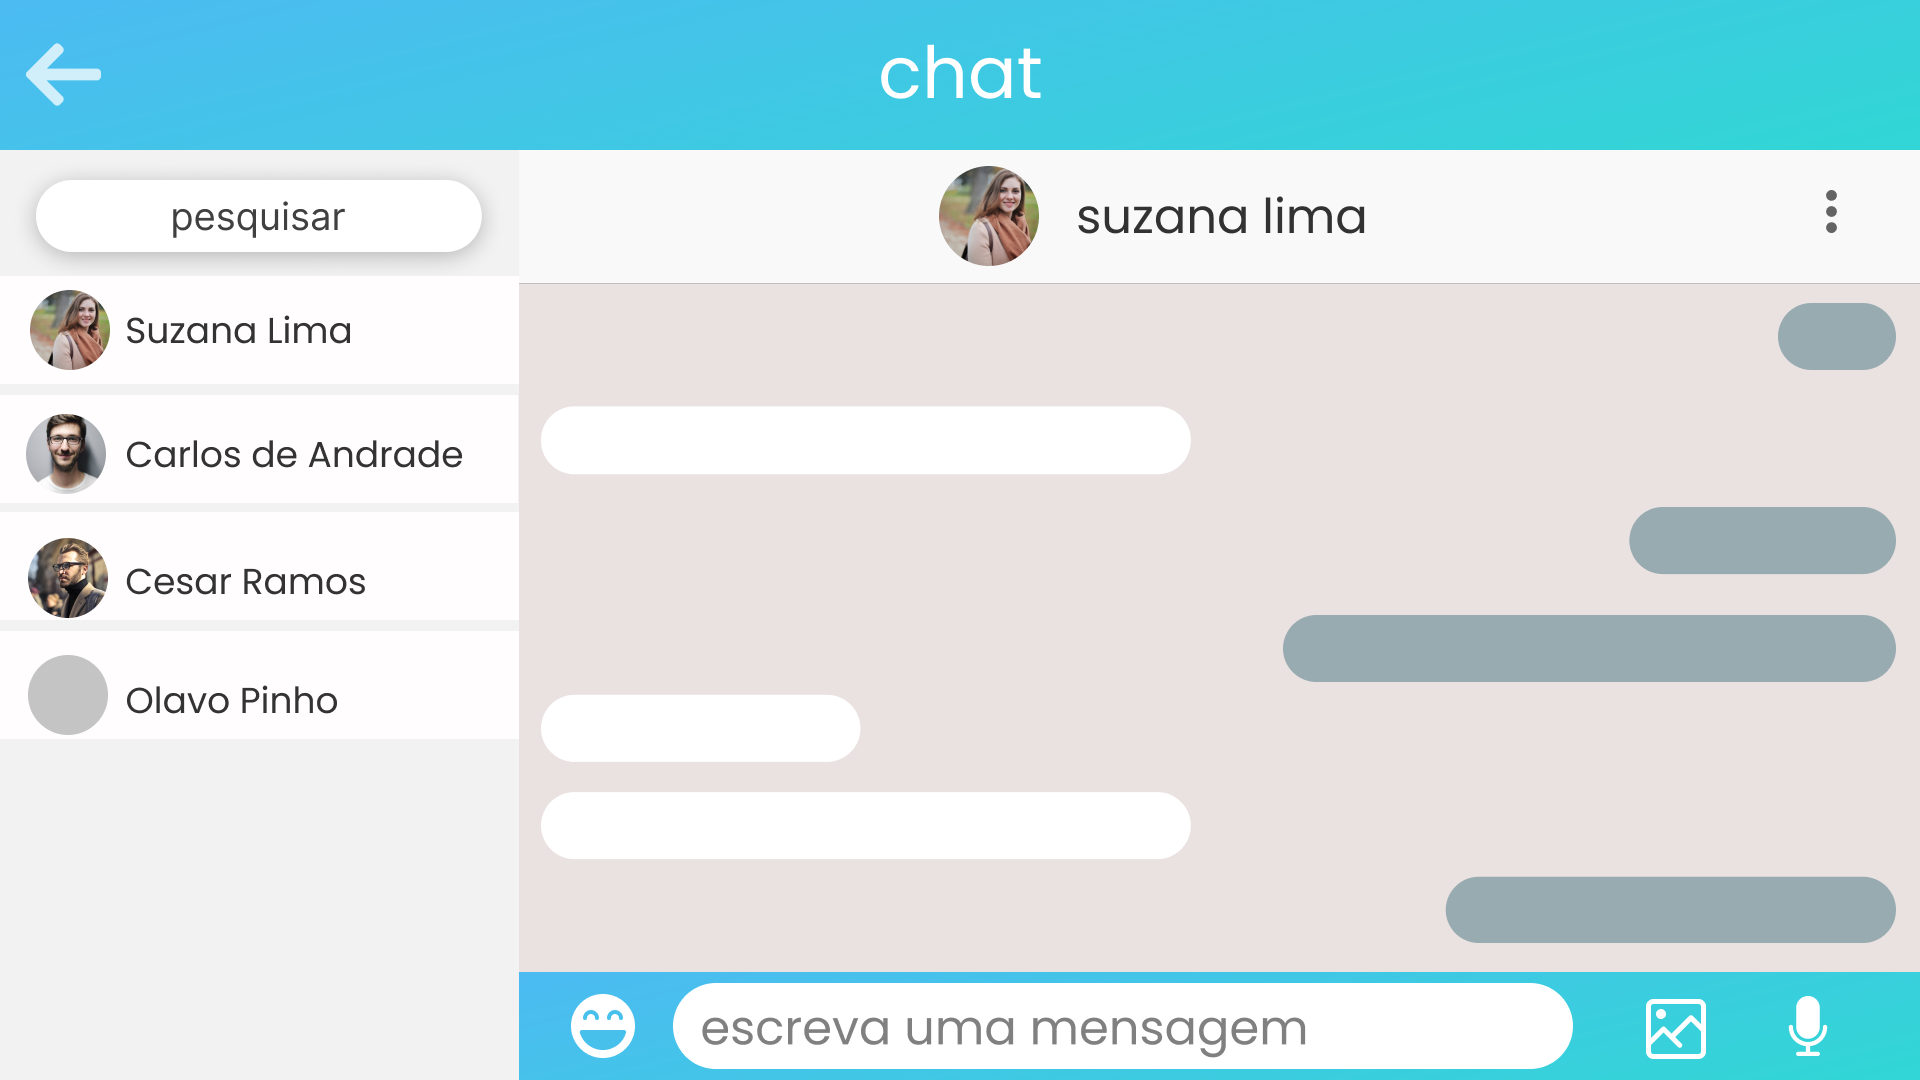 chat
pesquisar
Suzana Lima
Carlos de Andrade
Cesar Ramos
Olavo Pinho
suzana lima
escreva uma mensagem